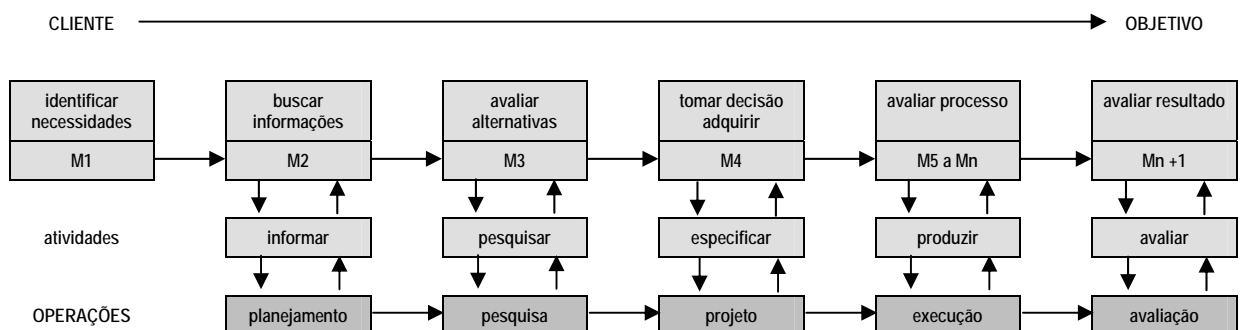 CLIENTE OBJETIVO
identificar necessidades buscar informações avaliar alternativas tomar decisão adquirir avaliar processo avaliar resultado
M1 M2 M3 M4 M5 a Mn Mn +1
atividades informar pesquisar especificar produzir avaliar
OPERAÇÕES planejamento pesquisa projeto execução avaliação